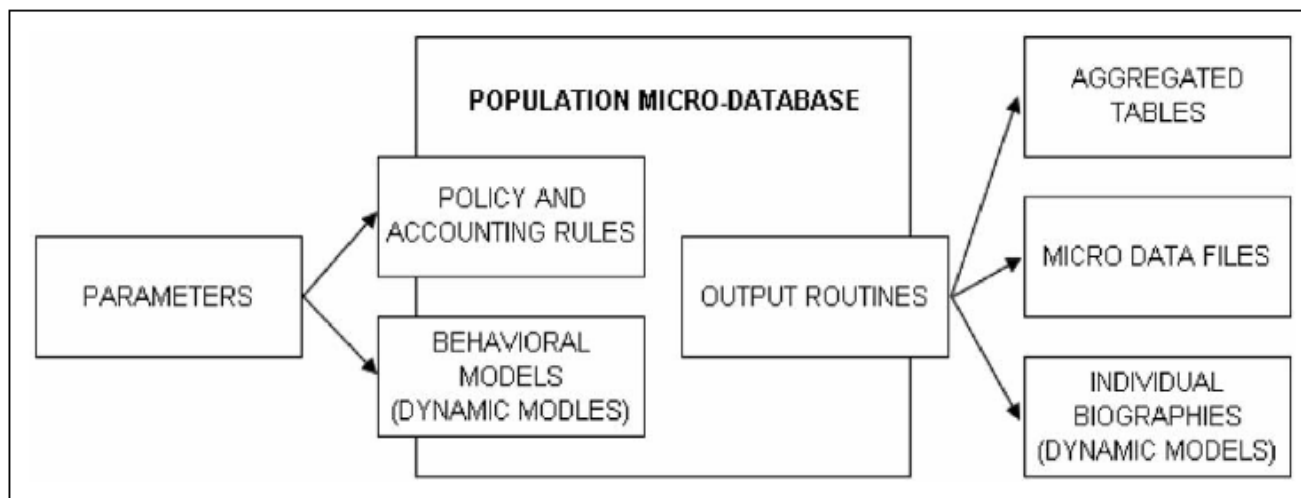 POPULATION MICRO-DATABASE
PARAMETERS
POLICY AND
ACCOUNTING RULES
BEHAVIORAL
MODELS
(DYNAMIC MODLES)
OUTPUT ROUTINES
AGGREGATED
TABLES
MICRO DATA FILES
INDIVIDUAL
BIOGRAPHIES
(DYNAMIC MODELS)